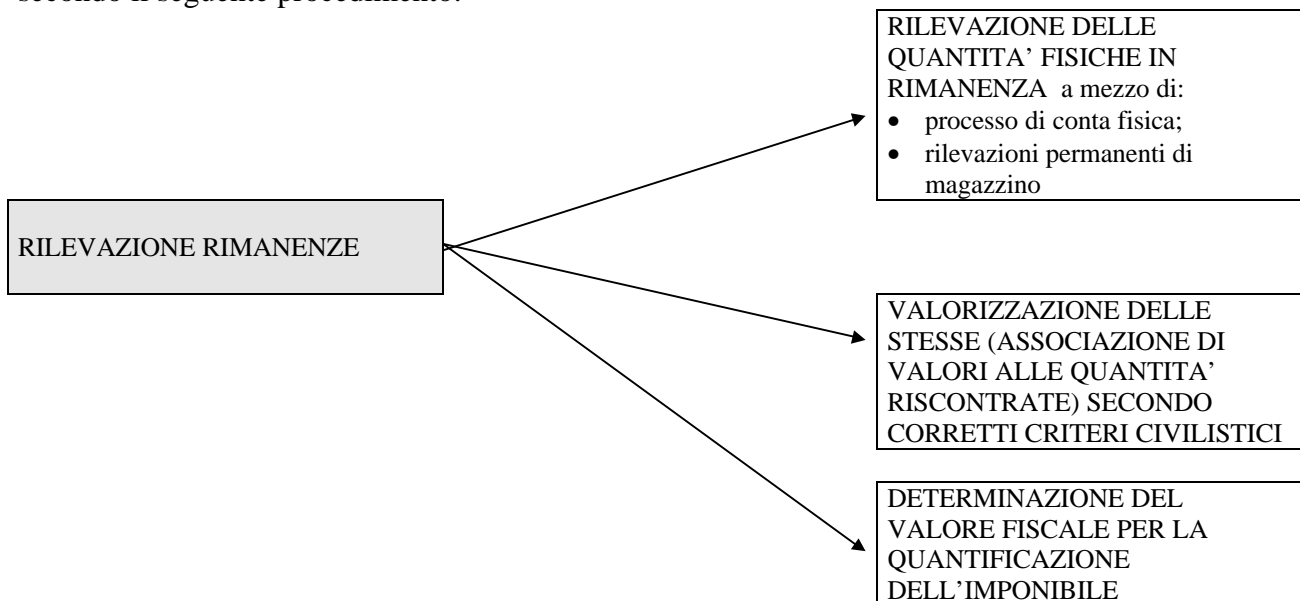 secondo il seguente procedimento:
RILEVAZIONE DELLE
QUANTITA’ FISICHE IN
RIMANENZA a mezzo di:
• processo di conta fisica;
• rilevazioni permanenti di
magazzino
RILEVAZIONE RIMANENZE
VALORIZZAZIONE DELLE
STESSE (ASSOCIAZIONE DI
VALORI ALLE QUANTITA’
RISCONTRATE) SECONDO
CORRETTI CRITERI CIVILISTICI
DETERMINAZIONE DEL
VALORE FISCALE PER LA
QUANTIFICAZIONE
DELL’IMPONIBILE